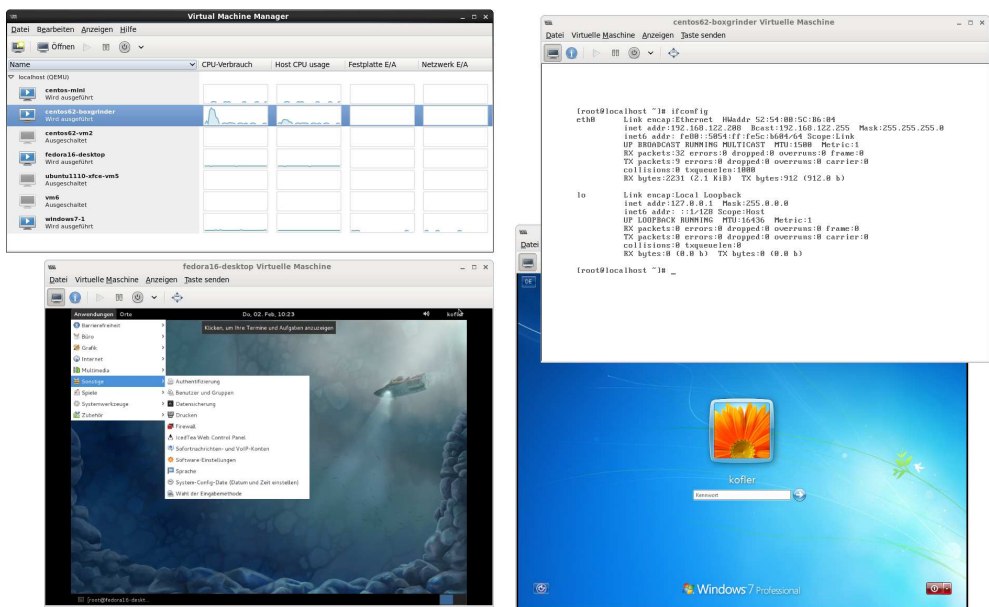 Virtual Machine Manager
Datei Bearbeiten Anzeigen Hilfe
Öffnen
Name CPU-Verbrauch Host CPU usage Festplatte E/A Netzwerk E/A
localhost (QEMU)
centos-mini
Wird ausgeführt
centos62-boxgrinder
Wird ausgeführt
centos62-vm2
Ausgeschaltet
fedora16-desktop
Wird ausgeführt
ubuntu1110-xfce-vm5
Ausgeschaltet
vm6
Ausgeschaltet
windows7-1
Wird ausgeführt
centos62-boxgrinder Virtuelle Maschine
Datei Virtuelle Maschine Anzeigen Taste senden
[root@localhost ~]# ifconfig
eth0 Link encap:Ethernet HWaddr 52:54:00:5C:B6:04
inet addr:192.168.122.208 Bcast:192.168.122.255 Mask:255.255.255.0
inet6 addr: fe80::5054:ff:fe5c:b604/64 Scope:Link
UP BROADCAST RUNNING MULTICAST MTU:1500 Metric:1
RX packets:32 errors:0 dropped:0 overruns:0 frame:0
TX packets:9 errors:0 dropped:0 overruns:0 carrier:0
collisions:0 txqueuelen:1000
RX bytes:2231 (2.1 KiB) TX bytes:912 (912.0 b)
lo Link encap:Local Loopback
inet addr:127.0.0.1 Mask:255.0.0.0
inet6 addr: ::1/128 Scope:Host
UP LOOPBACK RUNNING MTU:16436 Metric:1
RX packets:0 errors:0 dropped:0 overruns:0 frame:0
TX packets:0 errors:0 dropped:0 overruns:0 carrier:0
collisions:0 txqueuelen:0
RX bytes:0 (0.0 b) TX bytes:0 (0.0 b)
[root@localhost ~]# _
fedora16-desktop Virtuelle Maschine
Datei Virtuelle Maschine Anzeigen Taste senden
Anwendungen Orte Do, 02. Feb, 10:23 kofler
Klicken, um Ihre Termine und Aufgaben anzuzeigen
Barrierefreiheit
Büro
Grafik
Internet
Multimedia
Sonstige
Spiele
Systemwerkzeuge
Zubehör
Authentifizierung
Benutzer und Gruppen
Datensicherung
Drucken
Firewall
IcedTea Web Control Panel
Sofortnachrichten- und VoIP-Konten
Software-Einstellungen
Sprache
System-Config-Date (Datum und Zeit einstellen)
Wahl der Eingabemethode
[root@fedora16-deskt...
Datei
DE
kofler
Kennwort
Windows 7 Professional